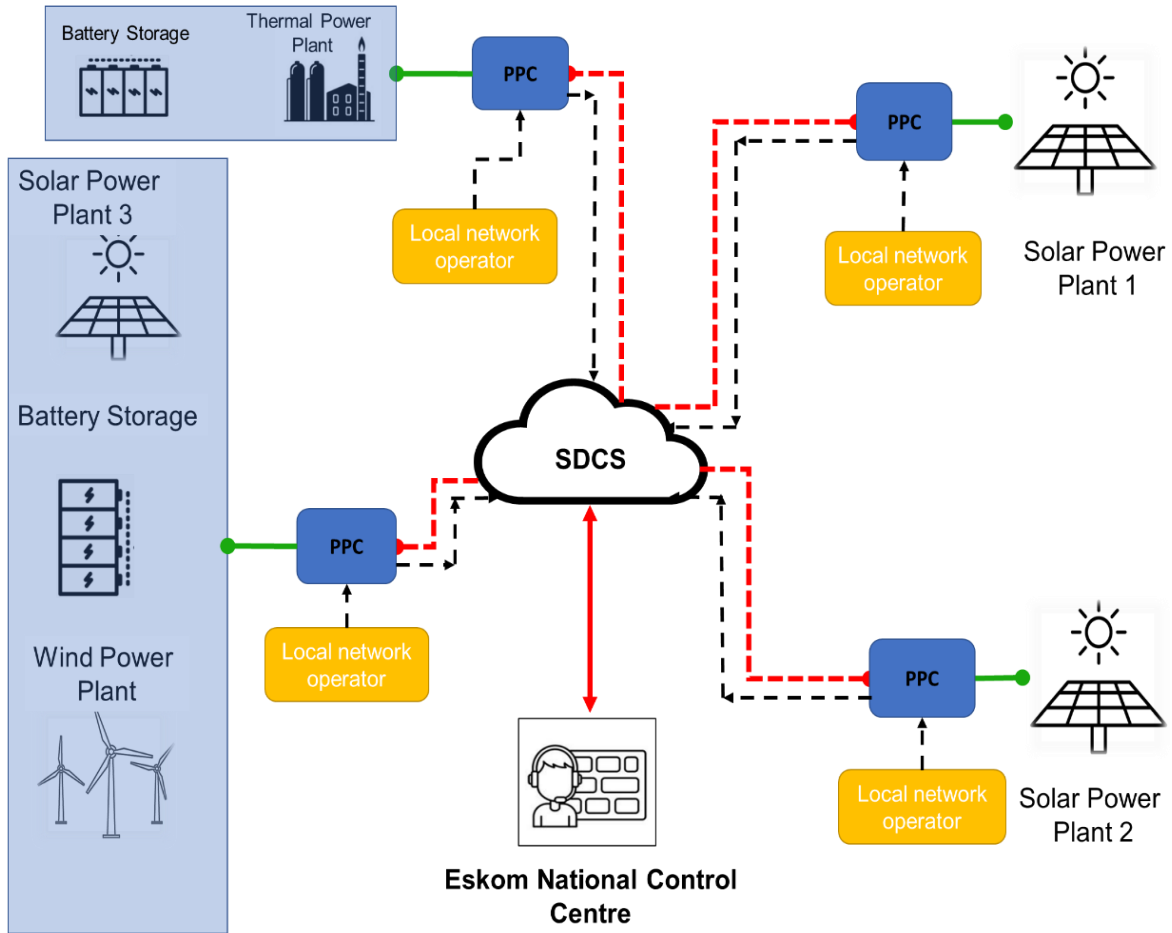 Battery Storage
Thermal Power
Plant
PPC
PPC
Solar Power
Plant 3
Local network
operator
Local network
operator
Solar Power
Plant 1
Battery Storage
SDCS
PPC
Local network
operator
Wind Power
Plant
PPC
Local network
operator
Solar Power
Plant 2
Eskom National Control
Centre